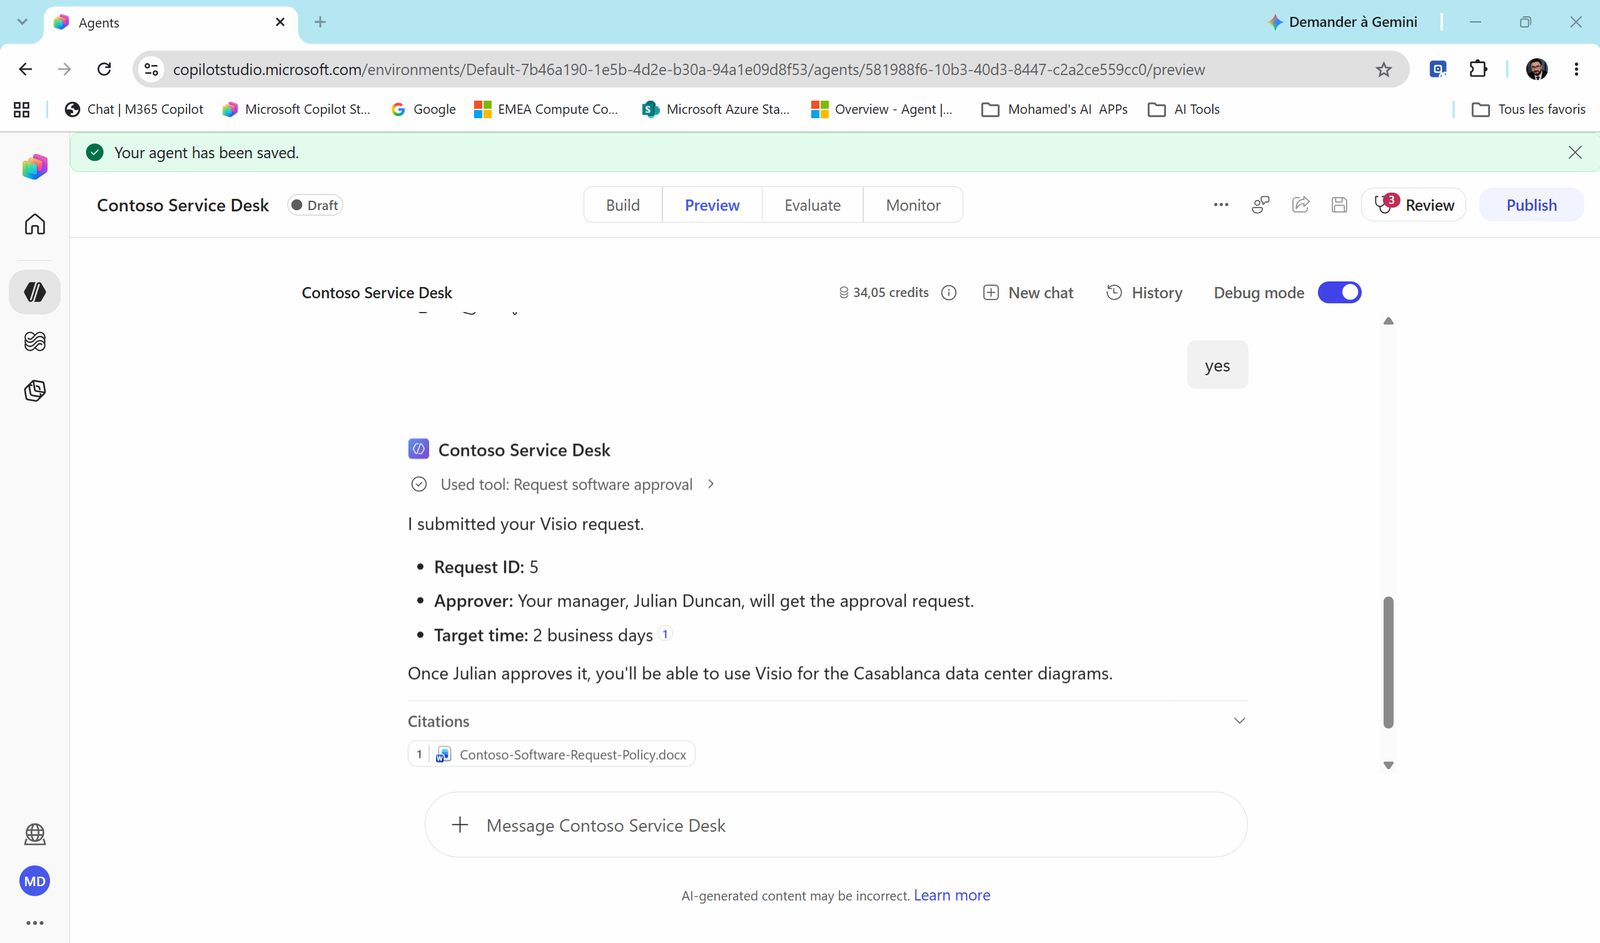 Agents
Demander à Gemini
copilotstudio.microsoft.com/environments/Default-7b46a190-1e5b-4d2e-b30a-94a1e09d8f53/agents/581988f6-10b3-40d3-8447-c2a2ce559cc0/preview
Chat | M365 Copilot
Microsoft Copilot St...
Google
EMEA Compute Co...
Microsoft Azure Sta...
Overview - Agent |...
Mohamed's AI APPs
AI Tools
Tous les favoris
Your agent has been saved.
Contoso Service Desk
Draft
Build
Preview
Evaluate
Monitor
3
Review
Publish
Contoso Service Desk
34,05 credits
New chat
History
Debug mode
yes
Contoso Service Desk
Used tool: Request software approval
I submitted your Visio request.
• Request ID: 5
• Approver: Your manager, Julian Duncan, will get the approval request.
• Target time: 2 business days 1
Once Julian approves it, you'll be able to use Visio for the Casablanca data center diagrams.
Citations
1 Contoso-Software-Request-Policy.docx
Message Contoso Service Desk
MD
AI-generated content may be incorrect. Learn more